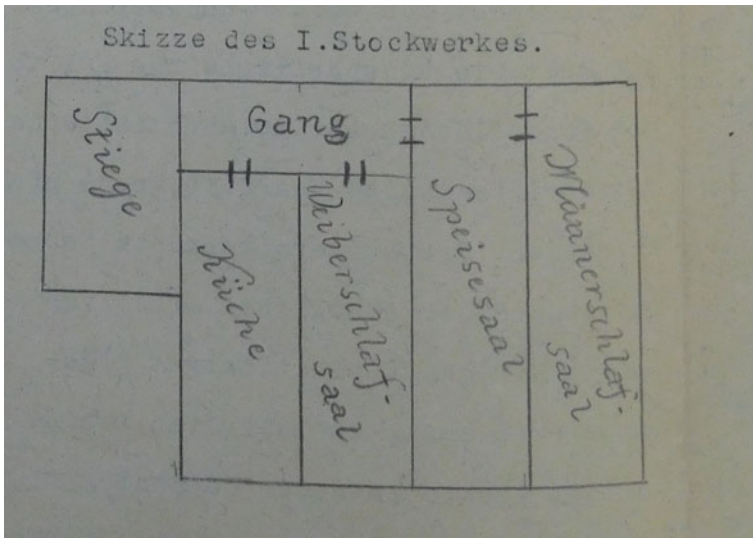 Skizze des I.Stockwerkes.
Stiege
Gang
Küche
Weiberschlaf-
saal
Speisesaal
Männerschlaf-
saal